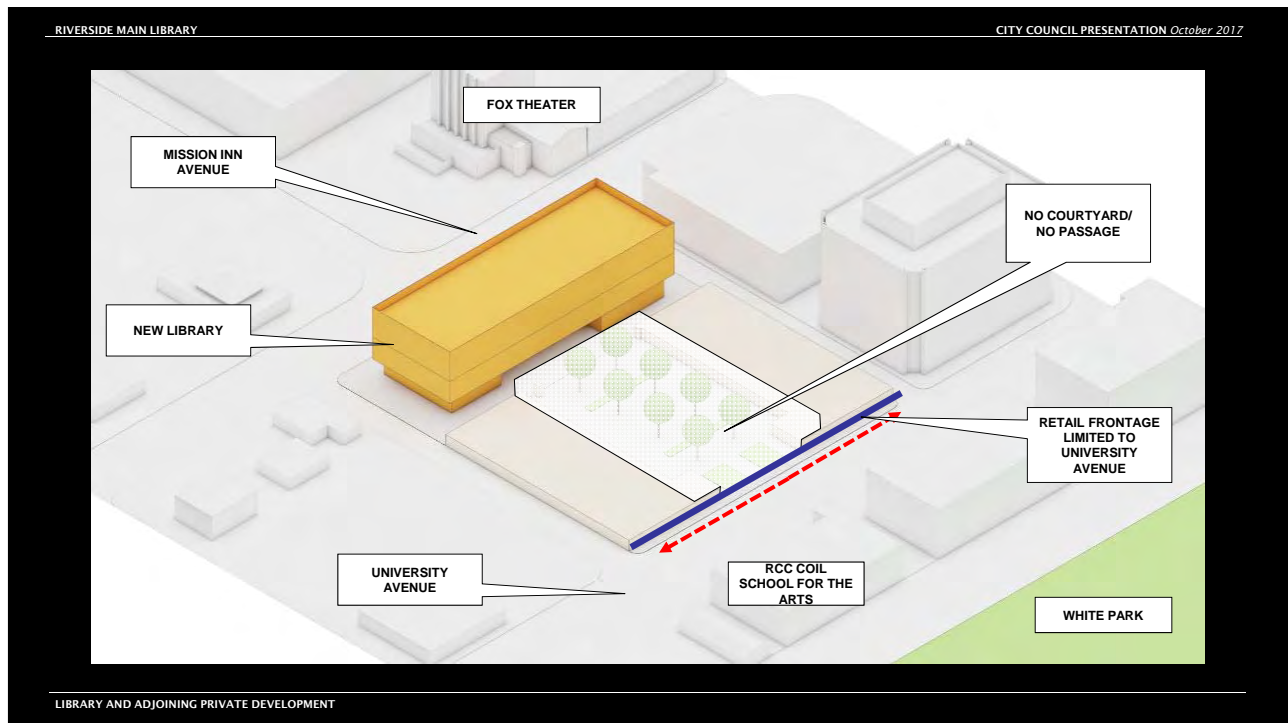 RIVERSIDE MAIN LIBRARY
CITY COUNCIL PRESENTATION October 2017
FOX THEATER
MISSION INN
AVENUE
NO COURTYARD/
NO PASSAGE
NEW LIBRARY
RETAIL FRONTAGE
LIMITED TO
UNIVERSITY
AVENUE
UNIVERSITY
AVENUE
RCC COIL
SCHOOL FOR THE
ARTS
WHITE PARK
LIBRARY AND ADJOINING PRIVATE DEVELOPMENT